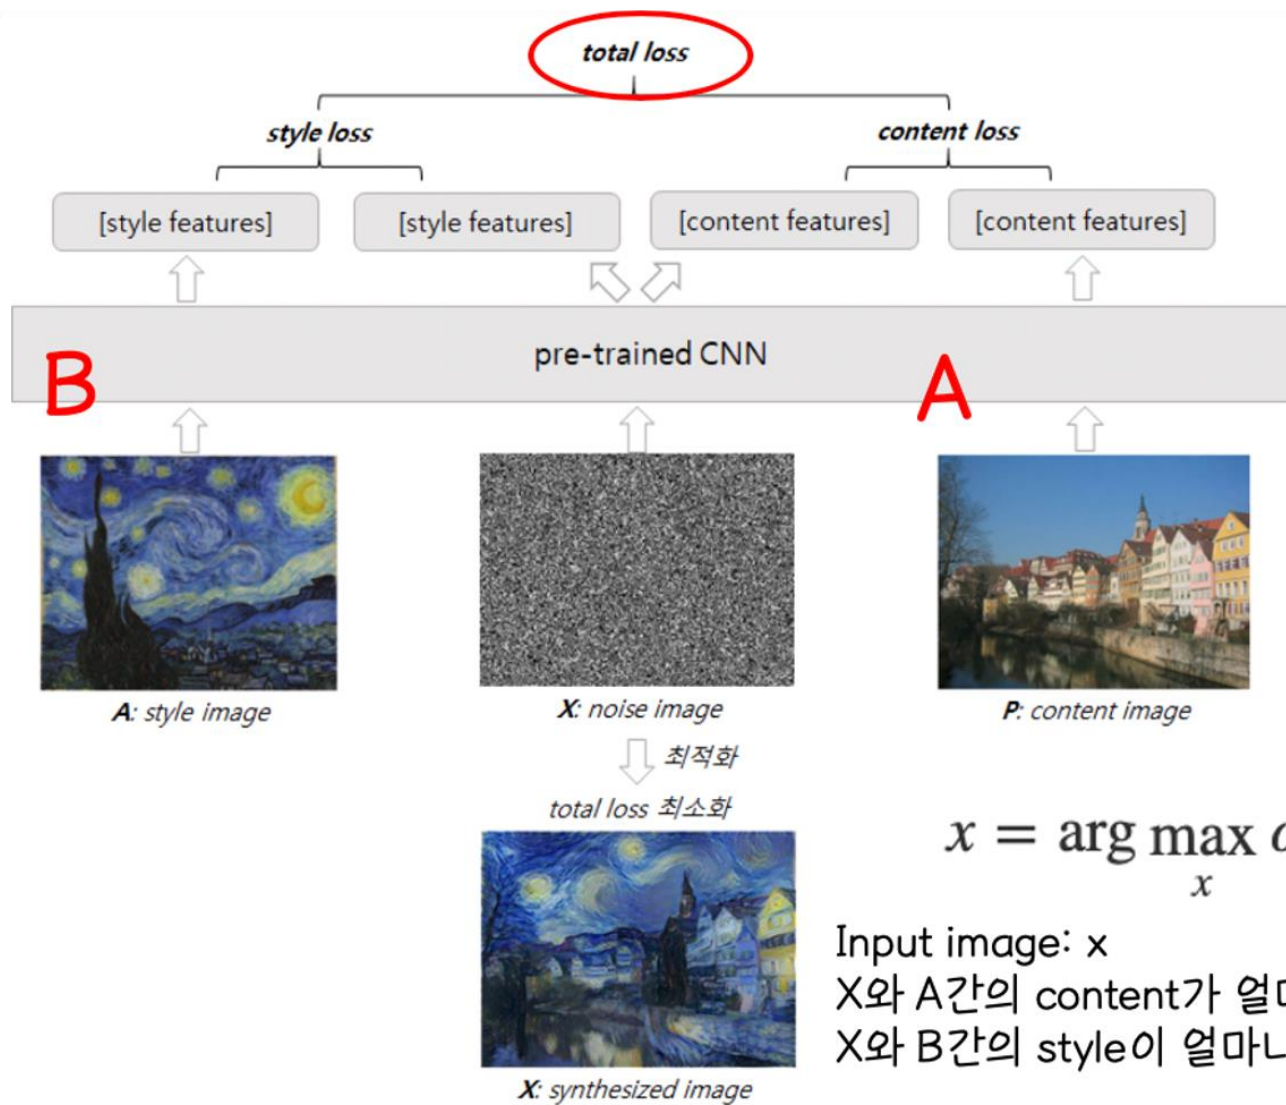 total loss
style loss
content loss
[style features]
[style features]
[content features]
[content features]
pre-trained CNN
B
A
A: style image
X: noise image
P: content image
최적화
total loss 최소화
x = arg max
x
Input image: x
X와 A간의 content가
X와 B간의 style이 얼마나
X: synthesized image